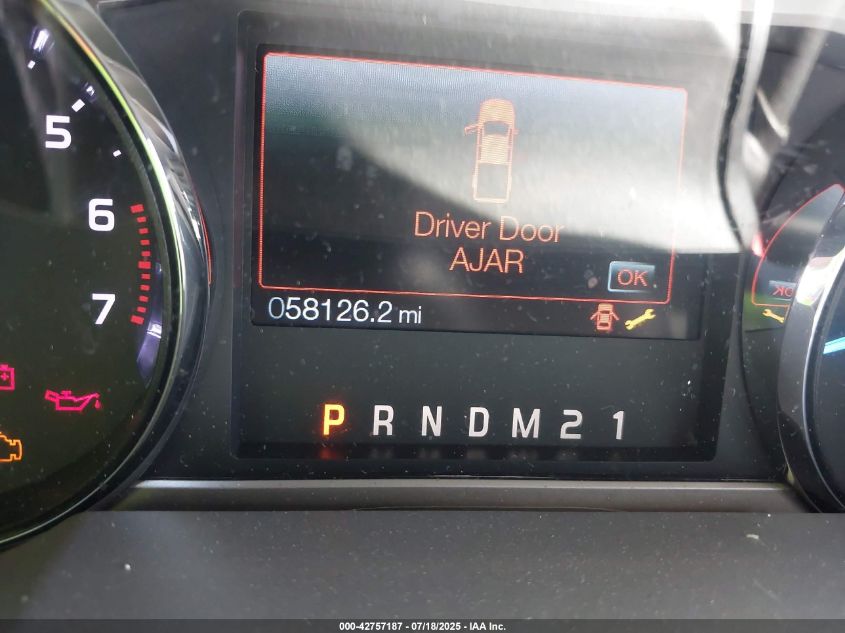 5
6
7
Driver Door
AJAR
OK
058126.2 mi
P R N D M 2 1
000-42757187 - 07/18/2025 - IAA Inc.